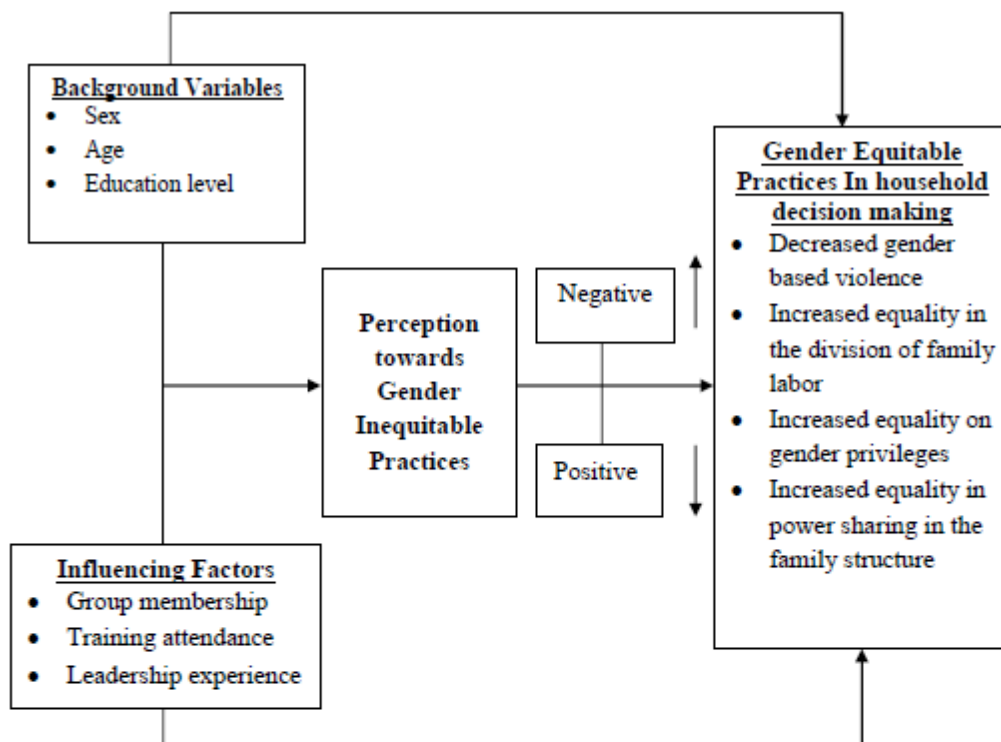 Background Variables
• Sex
• Age
• Education level
Gender Equitable
Practices In household
decision making
• Decreased gender
based violence
• Increased equality in
the division of family
labor
• Increased equality on
gender privileges
• Increased equality in
power sharing in the
family structure
Perception
towards
Gender
Inequitable
Practices
Negative
Positive
Influencing Factors
• Group membership
• Training attendance
• Leadership experience